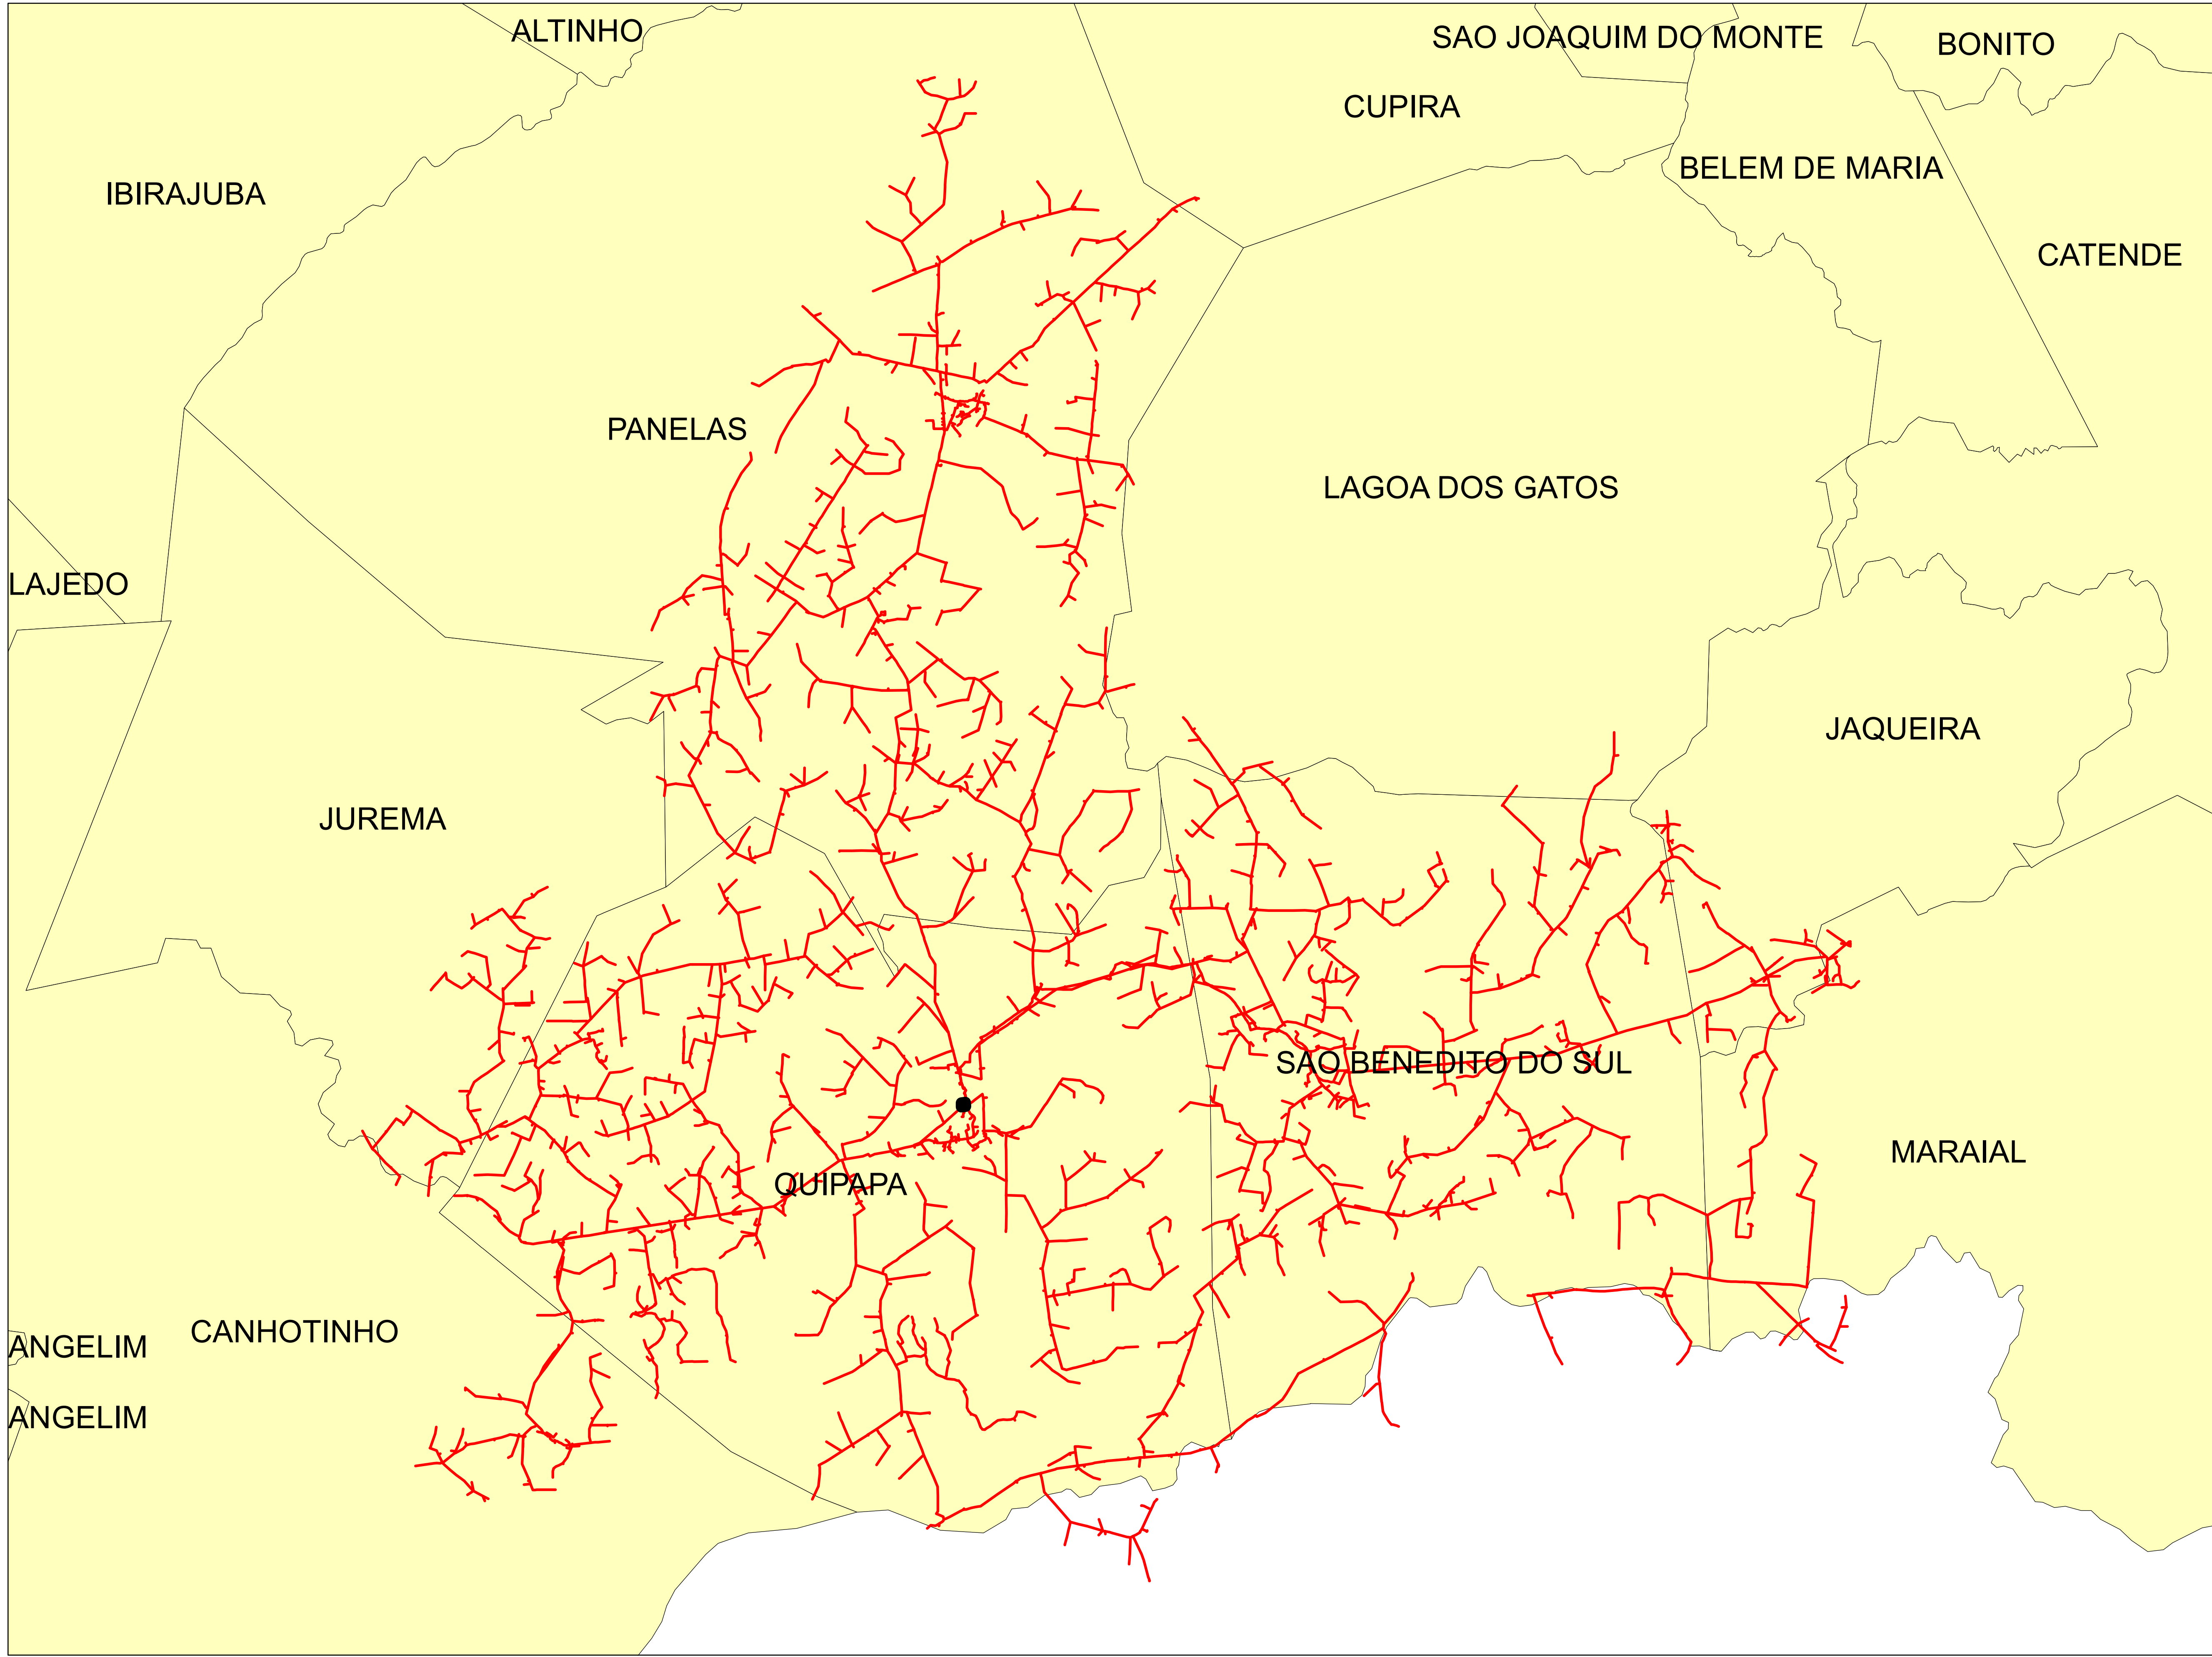 ALTINHO
SAO JOAQUIM DO MONTE
BONITO
CUPIRA
BELEM DE MARIA
IBIRAJUBA
CATENDE
PANELAS
LAGOA DOS GATOS
LAJEDO
JAQUEIRA
JUREMA
SAO BENEDITO DO SUL
MARAIAL
QUIPAPA
CANHOTINHO
ANGELIM
ANGELIM